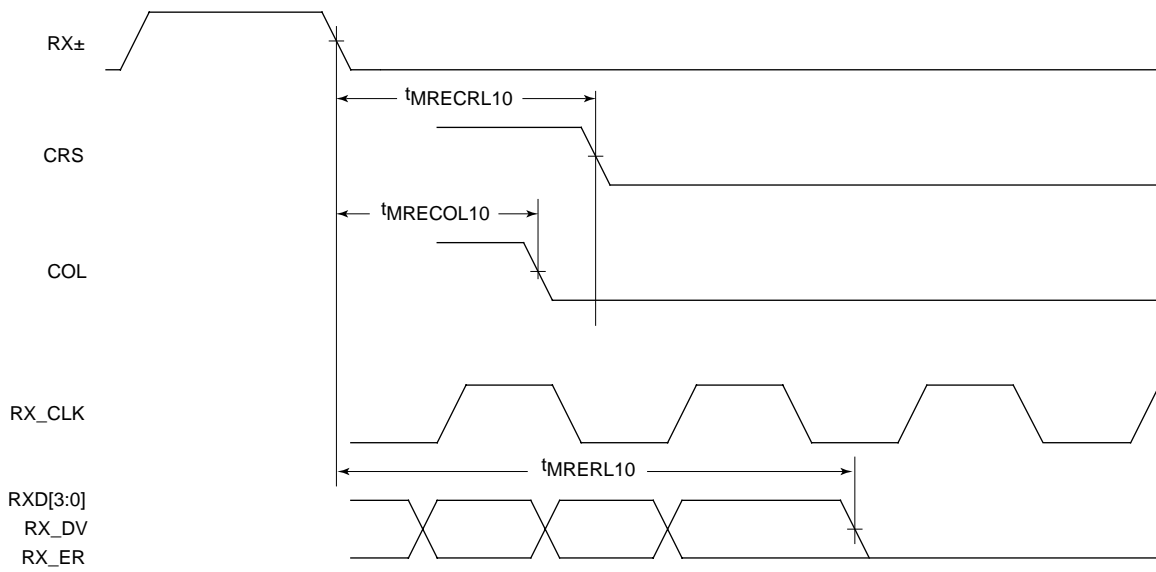 RX±
tMRECRL10
CRS
tMRECOL10
COL
RX_CLK
tMRERL10
RXD[3:0]
RX_DV
RX_ER